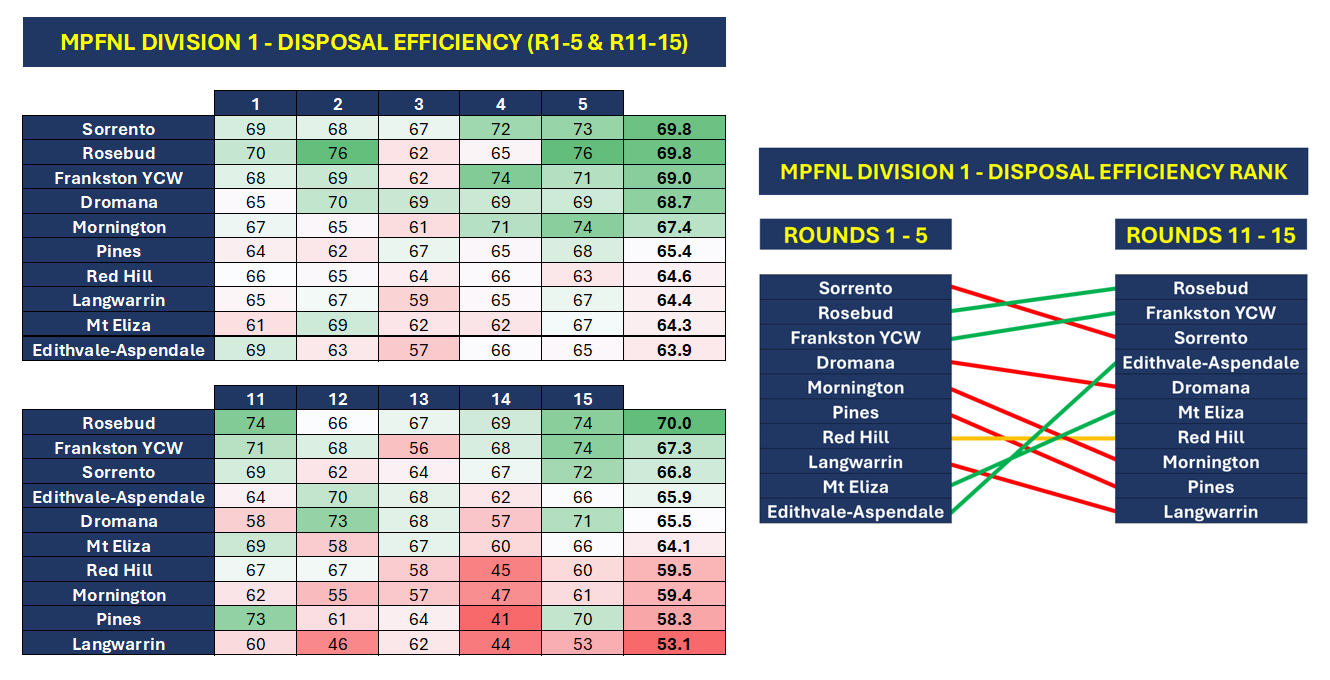 MPFNL DIVISION 1 - DISPOSAL EFFICIENCY (R1-5 & R11-15)
1 2 3 4 5
Sorrento 69 68 67 72 73 69.8
Rosebud 70 76 62 65 76 69.8
Frankston YCW 68 69 62 74 71 69.0
Dromana 65 70 69 69 69 68.7
Mornington 67 65 61 71 74 67.4
Pines 64 62 67 65 68 65.4
Red Hill 66 65 64 66 63 64.6
Langwarrin 65 67 59 65 67 64.4
Mt Eliza 61 69 62 62 67 64.3
Edithvale-Aspendale 69 63 57 66 65 63.9
11 12 13 14 15
Rosebud 74 66 67 69 74 70.0
Frankston YCW 71 68 56 68 74 67.3
Sorrento 69 62 64 67 72 66.8
Edithvale-Aspendale 64 70 68 62 66 65.9
Dromana 58 73 68 57 71 65.5
Mt Eliza 69 58 67 60 66 64.1
Red Hill 67 67 58 45 60 59.5
Mornington 62 55 57 47 61 59.4
Pines 73 61 64 41 70 58.3
Langwarrin 60 46 62 44 53 53.1
MPFNL DIVISION 1 - DISPOSAL EFFICIENCY RANK
ROUNDS 1 - 5
Sorrento
Rosebud
Frankston YCW
Dromana
Mornington
Pines
Red Hill
Langwarrin
Mt Eliza
Edithvale-Aspendale
ROUNDS 11 - 15
Rosebud
Frankston YCW
Sorrento
Edithvale-Aspendale
Dromana
Mt Eliza
Red Hill
Mornington
Pines
Langwarrin